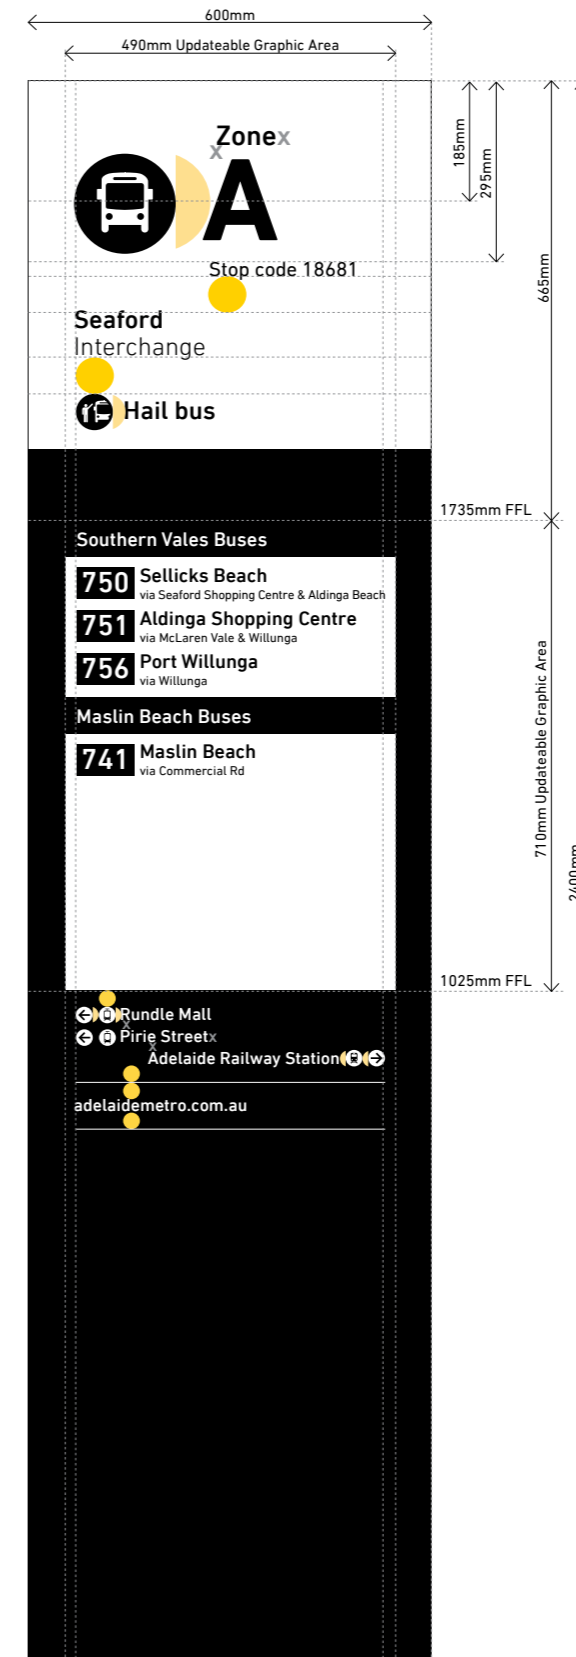 600mm
490mm Updateable Graphic Area
Zonex
x
A
185mm
295mm
665mm
Stop code 18681
Seaford
Interchange
Hail bus
1735mm FFL
Southern Vales Buses
750 Sellicks Beach
via Seaford Shopping Centre & Aldinga Beach
751 Aldinga Shopping Centre
via McLaren Vale & Willunga
756 Port Willunga
via Willunga
Maslin Beach Buses
741 Maslin Beach
via Commercial Rd
710mm Updateable Graphic Area
2400mm
1025mm FFL
Rundle Mall
x
Pirie Streetx
x
Adelaide Railway Station
adelaidemetro.com.au